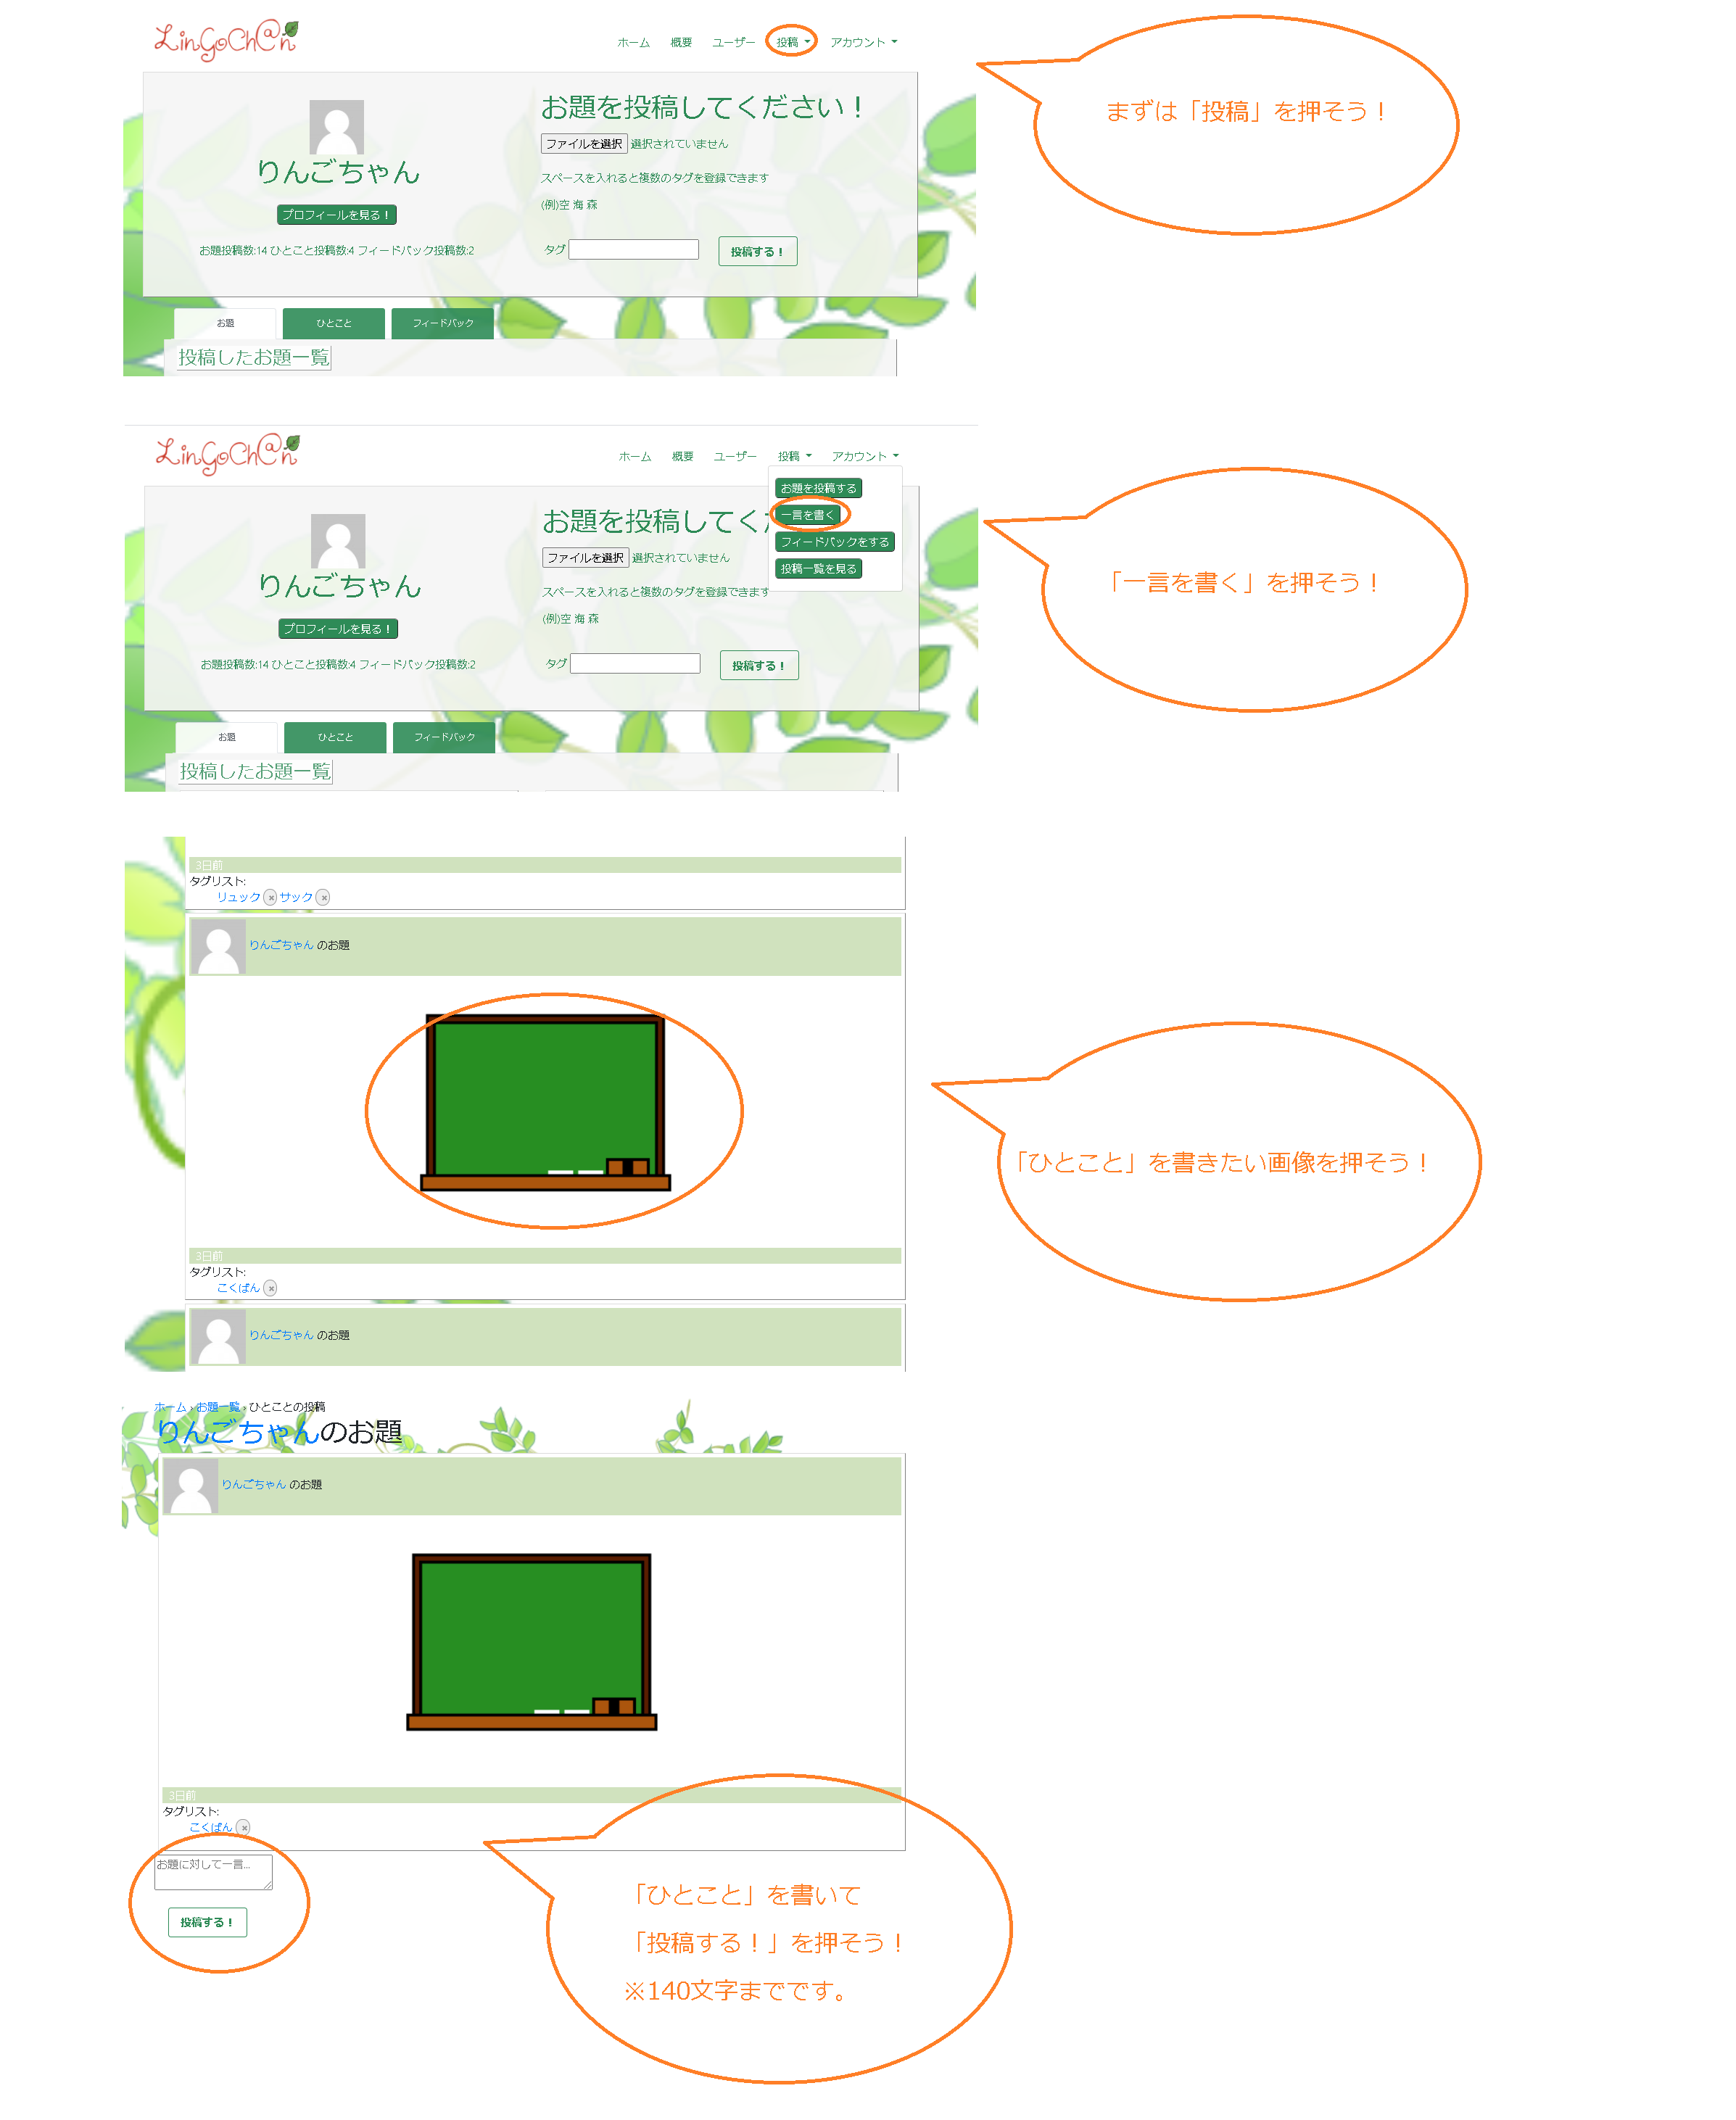 LinGoCh@n
ホーム 概要 ユーザー 投稿 アカウント
まずは「投稿」を押そう！
お題を投稿してください！
ファイルを選択 選択されていません
りんごちゃん
スペースを入れると複数のタグを登録できます
(例)空 海 森
プロフィールを見る！
お題投稿数:14 ひとこと投稿数:4 フィードバック投稿数:2
タグ
投稿する！
お題 ひとこと フィードバック
投稿したお題一覧
LinGoCh@n
ホーム 概要 ユーザー 投稿 アカウント
お題を投稿する
一言を書く
フィードバックをする
投稿一覧を見る
「一言を書く」を押そう！
お題を投稿してくだ
ファイルを選択 選択されていません
りんごちゃん
スペースを入れると複数のタグを登録できます
(例)空 海 森
プロフィールを見る！
お題投稿数:14 ひとこと投稿数:4 フィードバック投稿数:2
タグ
投稿する！
お題 ひとこと フィードバック
投稿したお題一覧
3日前
タグリスト:
リュック × サック ×
りんごちゃん のお題
「ひとこと」を書きたい画像を押そう！
3日前
タグリスト:
こくばん ×
りんごちゃん のお題
ホーム › お題一覧 › ひとことの投稿
りんごちゃんのお題
りんごちゃん のお題
3日前
タグリスト:
こくばん ×
お題に対して一言...
投稿する！
「ひとこと」を書いて
「投稿する！」を押そう！
※140文字までです。